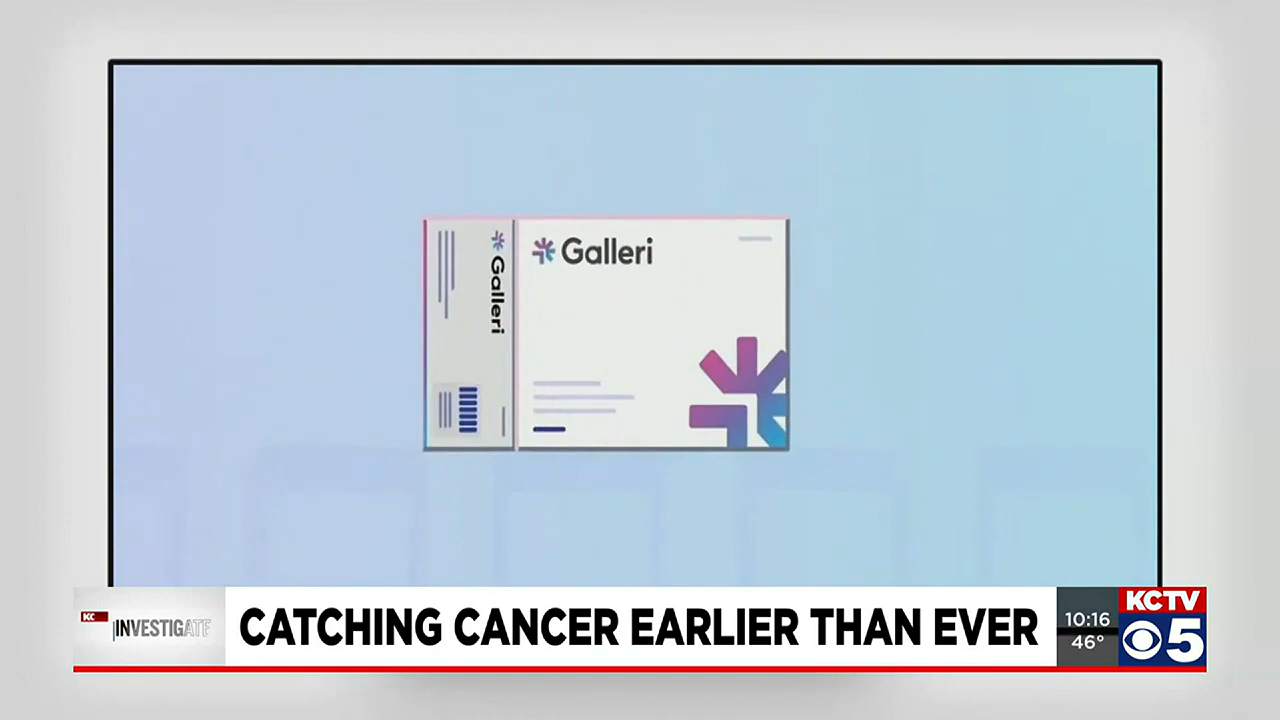 Galleri
Galleri
KC
INVESTIGATE
CATCHING CANCER EARLIER THAN EVER
10:16
46°
KCTV
5